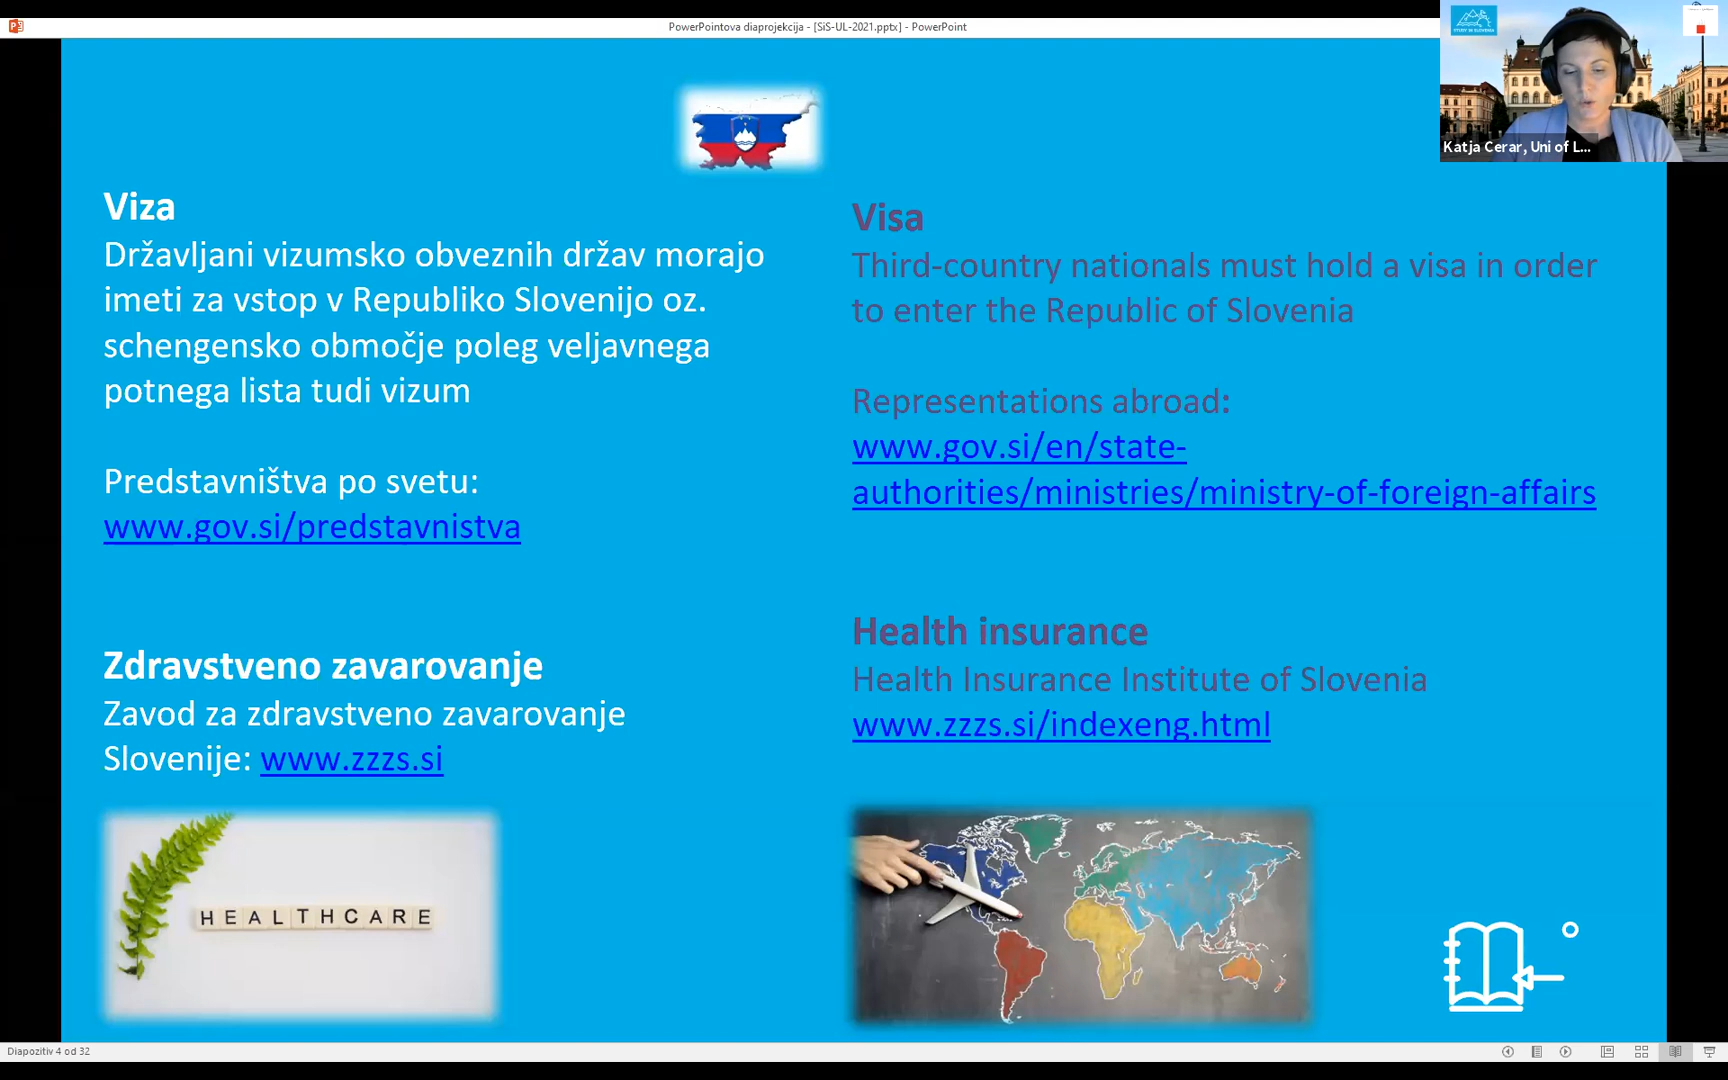 PowerPointova diaprojekcija - [SiS-UL-2021.pptx] - PowerPoint
STUDY IN SLOVENIA
Katja Cerar, Uni of L...
Viza
Državljani vizumsko obveznih držav morajo
imeti za vstop v Republiko Slovenijo oz.
schengensko območje poleg veljavnega
potnega lista tudi vizum
Predstavništva po svetu:
www.gov.si/predstavnistva
Zdravstveno zavarovanje
Zavod za zdravstveno zavarovanje
Slovenije: www.zzzs.si
HEALTHCARE
Visa
Third-country nationals must hold a visa in order
to enter the Republic of Slovenia
Representations abroad:
www.gov.si/en/state-
authorities/ministries/ministry-of-foreign-affairs
Health insurance
Health Insurance Institute of Slovenia
www.zzzs.si/indexeng.html
Diapozitiv 4 od 32